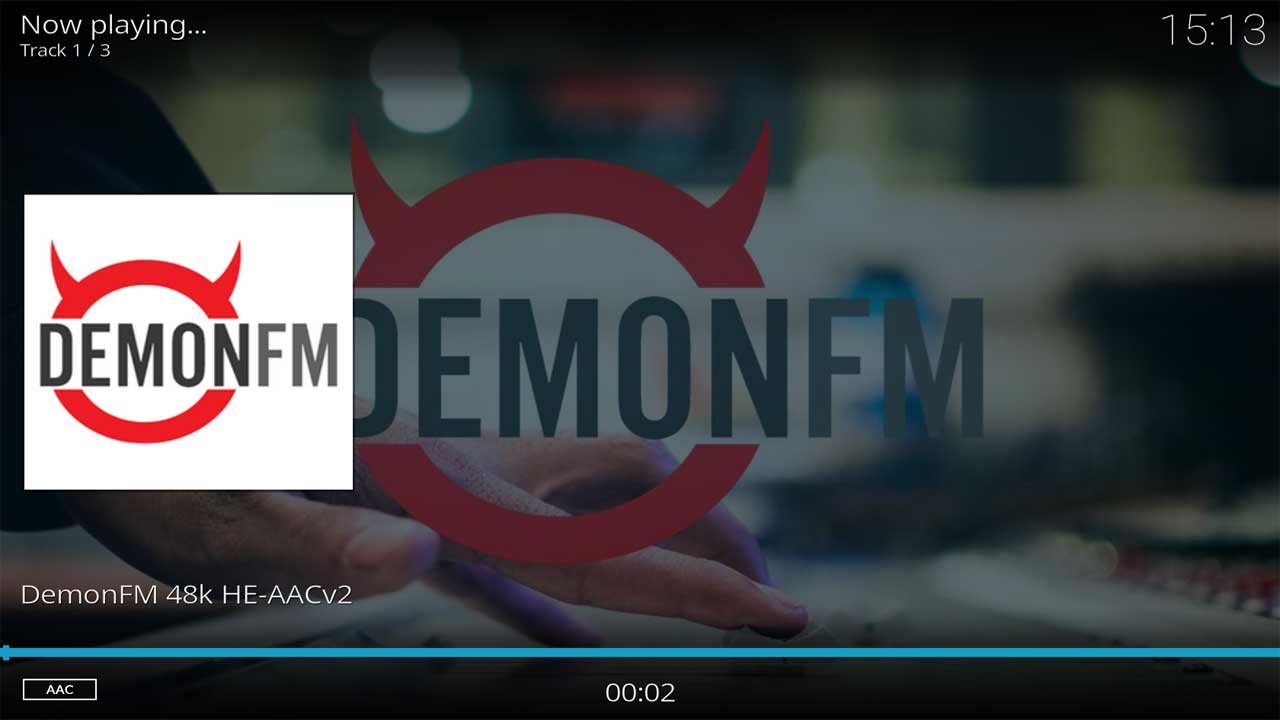 Now playing...
Track 1 / 3
15:13
DEMONFM
DEMONFM
DemonFM 48k HE-AACv2
AAC
00:02